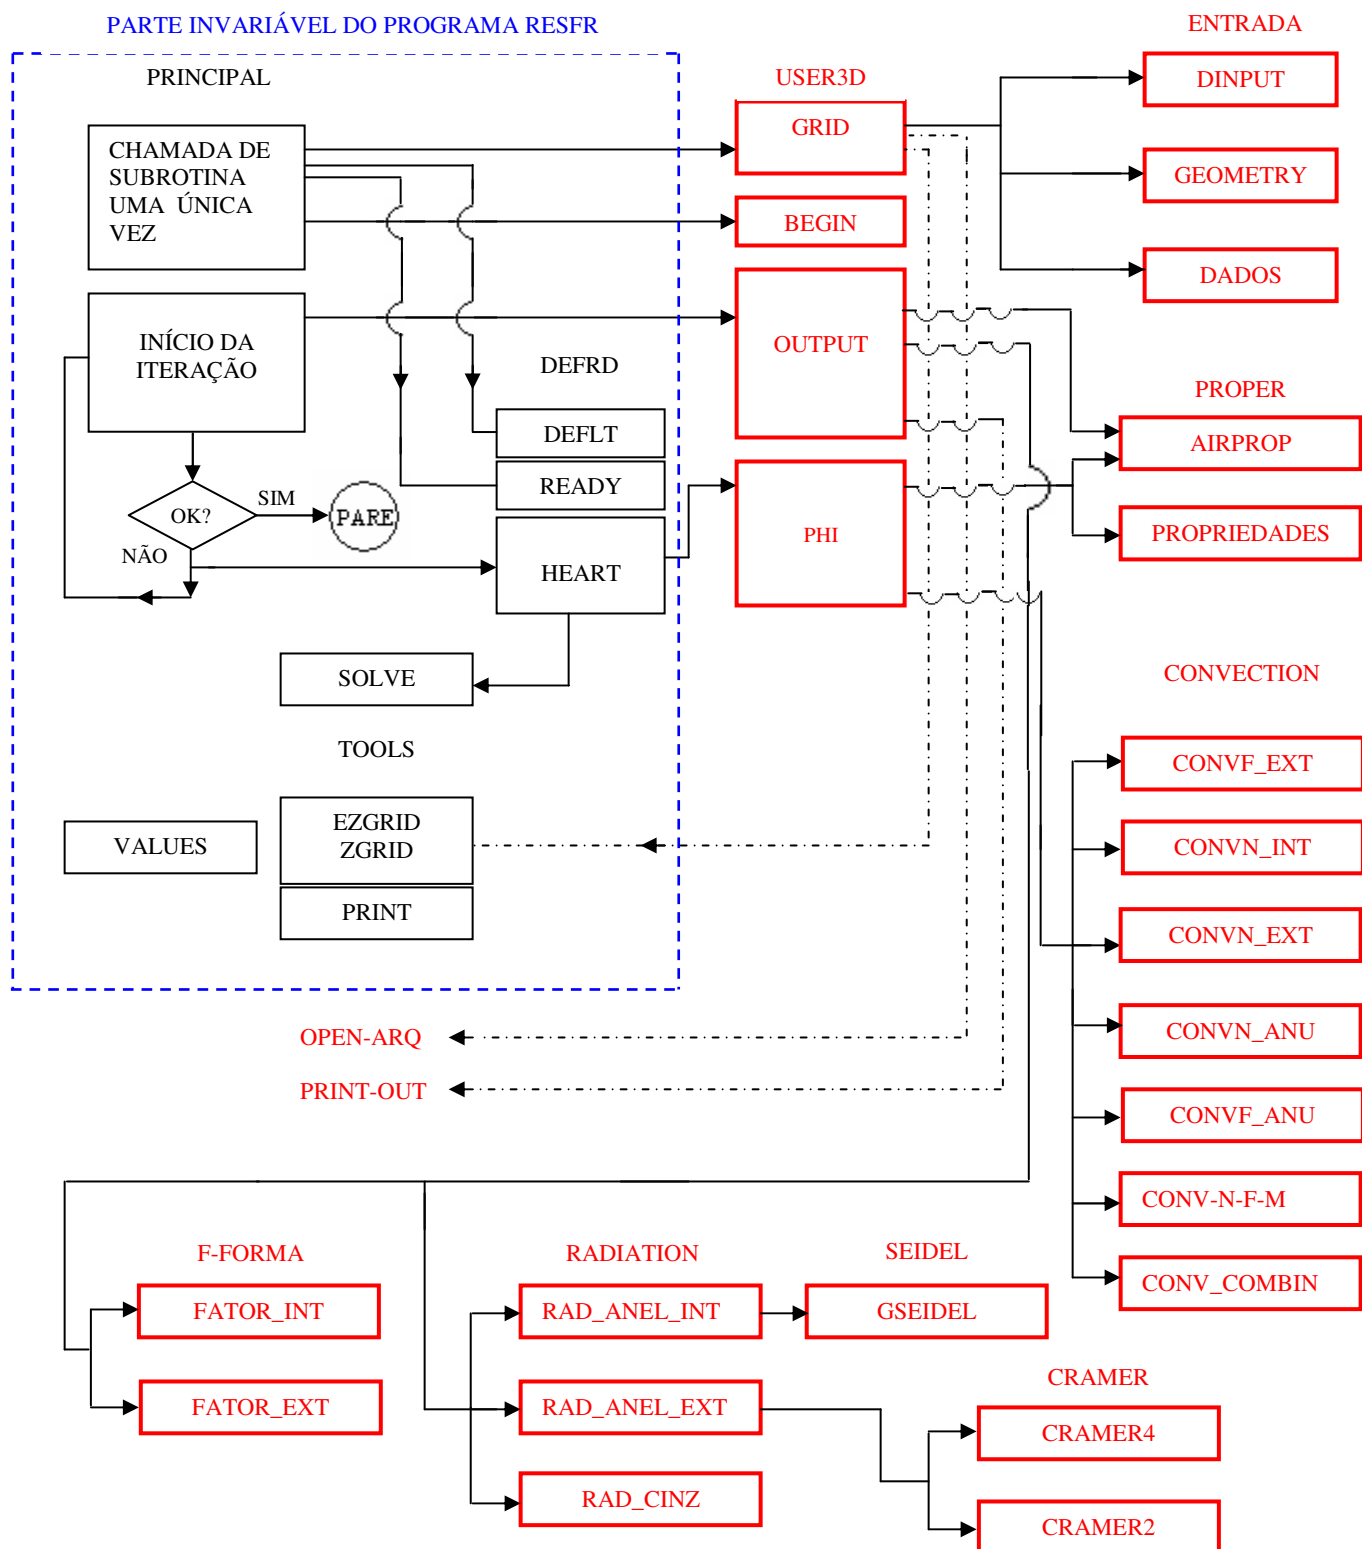 PARTE INVARIÁVEL DO PROGRAMA RESFR
ENTRADA
PRINCIPAL
USER3D
DINPUT
GRID
CHAMADA DE
SUBROTINA
UMA ÚNICA
VEZ
GEOMETRY
BEGIN
DADOS
INÍCIO DA
ITERAÇÃO
OUTPUT
DEFRD
PROPER
DEFLT
AIRPROP
READY
SIM
OK?
PARE
NÃO
PHI
PROPRIEDADES
HEART
SOLVE
CONVECTION
TOOLS
CONVF_EXT
EZGRID
ZGRID
VALUES
CONVN_INT
PRINT
CONVN_EXT
OPEN-ARQ
CONVN_ANU
PRINT-OUT
CONVF_ANU
CONV-N-F-M
F-FORMA
RADIATION
SEIDEL
CONV_COMBIN
FATOR_INT
RAD_ANEL_INT
GSEIDEL
CRAMER
FATOR_EXT
RAD_ANEL_EXT
CRAMER4
RAD_CINZ
CRAMER2